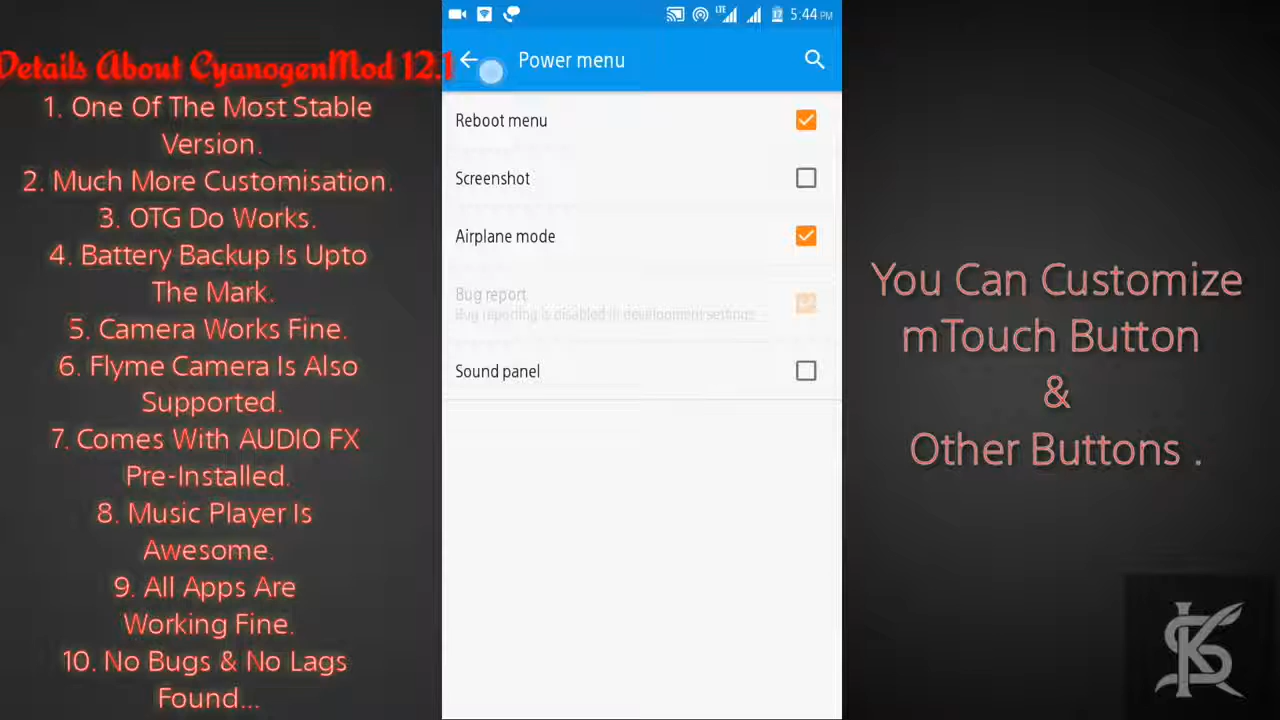 Details About CyanogenMod 12.1
1. One Of The Most Stable
Version.
2. Much More Customisation.
3. OTG Do Works.
4. Battery Backup Is Upto
The Mark.
5. Camera Works Fine.
6. Flyme Camera Is Also
Supported.
7. Comes With AUDIO FX
Pre-Installed.
8. Music Player Is
Awesome.
9. All Apps Are
Working Fine.
10. No Bugs & No Lags
Found...
LTE
5:44 PM
Power menu
Reboot menu
Screenshot
Airplane mode
Bug report
Bug reporting is disabled in development settings
Sound panel
You Can Customize
mTouch Button
&
Other Buttons .